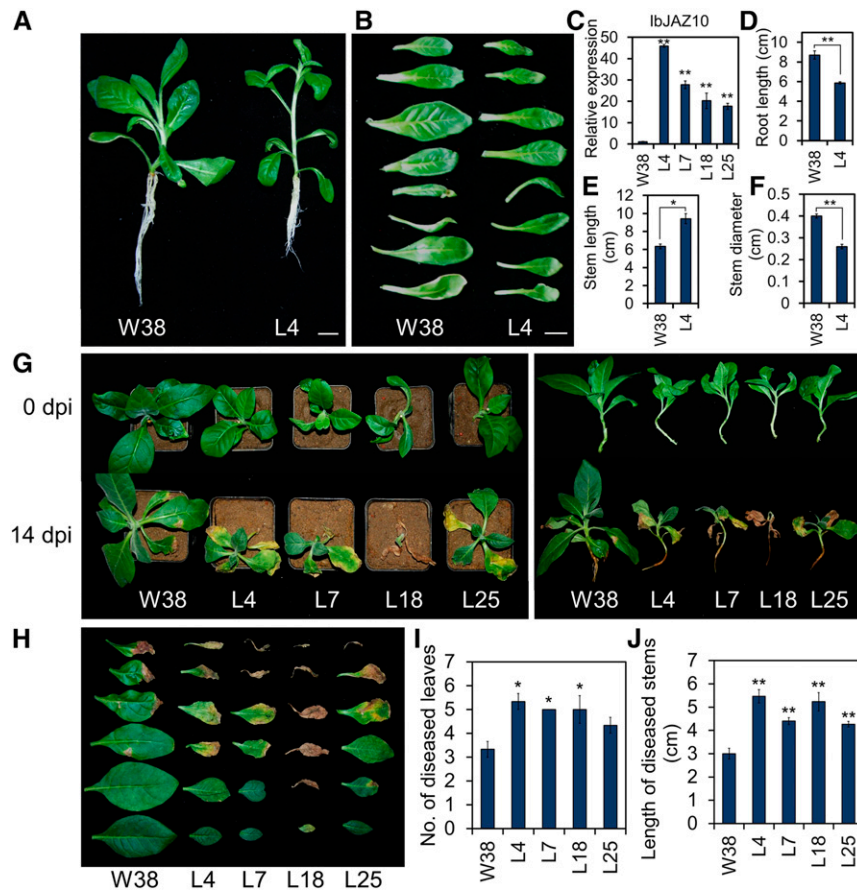 A
W38
L4
B
W38
L4
C
IbJAZ10
Relative expression
50
40
30
20
10
0
**
**
**
**
W38
L4
L7
L18
L25
D
Root length (cm)
10
8
6
4
2
0
**
W38
L4
E
Stem length
(cm)
12
10
8
6
4
2
0
*
W38
L4
F
Stem diameter
(cm)
0.5
0.4
0.3
0.2
0.1
0
**
W38
L4
G
0 dpi
14 dpi
W38
L4
L7
L18
L25
W38
L4
L7
L18
L25
H
W38
L4
L7
L18
L25
I
No. of diseased leaves
7
6
5
4
3
2
1
0
*
*
*
W38
L4
L7
L18
L25
J
Length of diseased stems
(cm)
7
6
5
4
3
2
1
0
**
**
**
**
W38
L4
L7
L18
L25